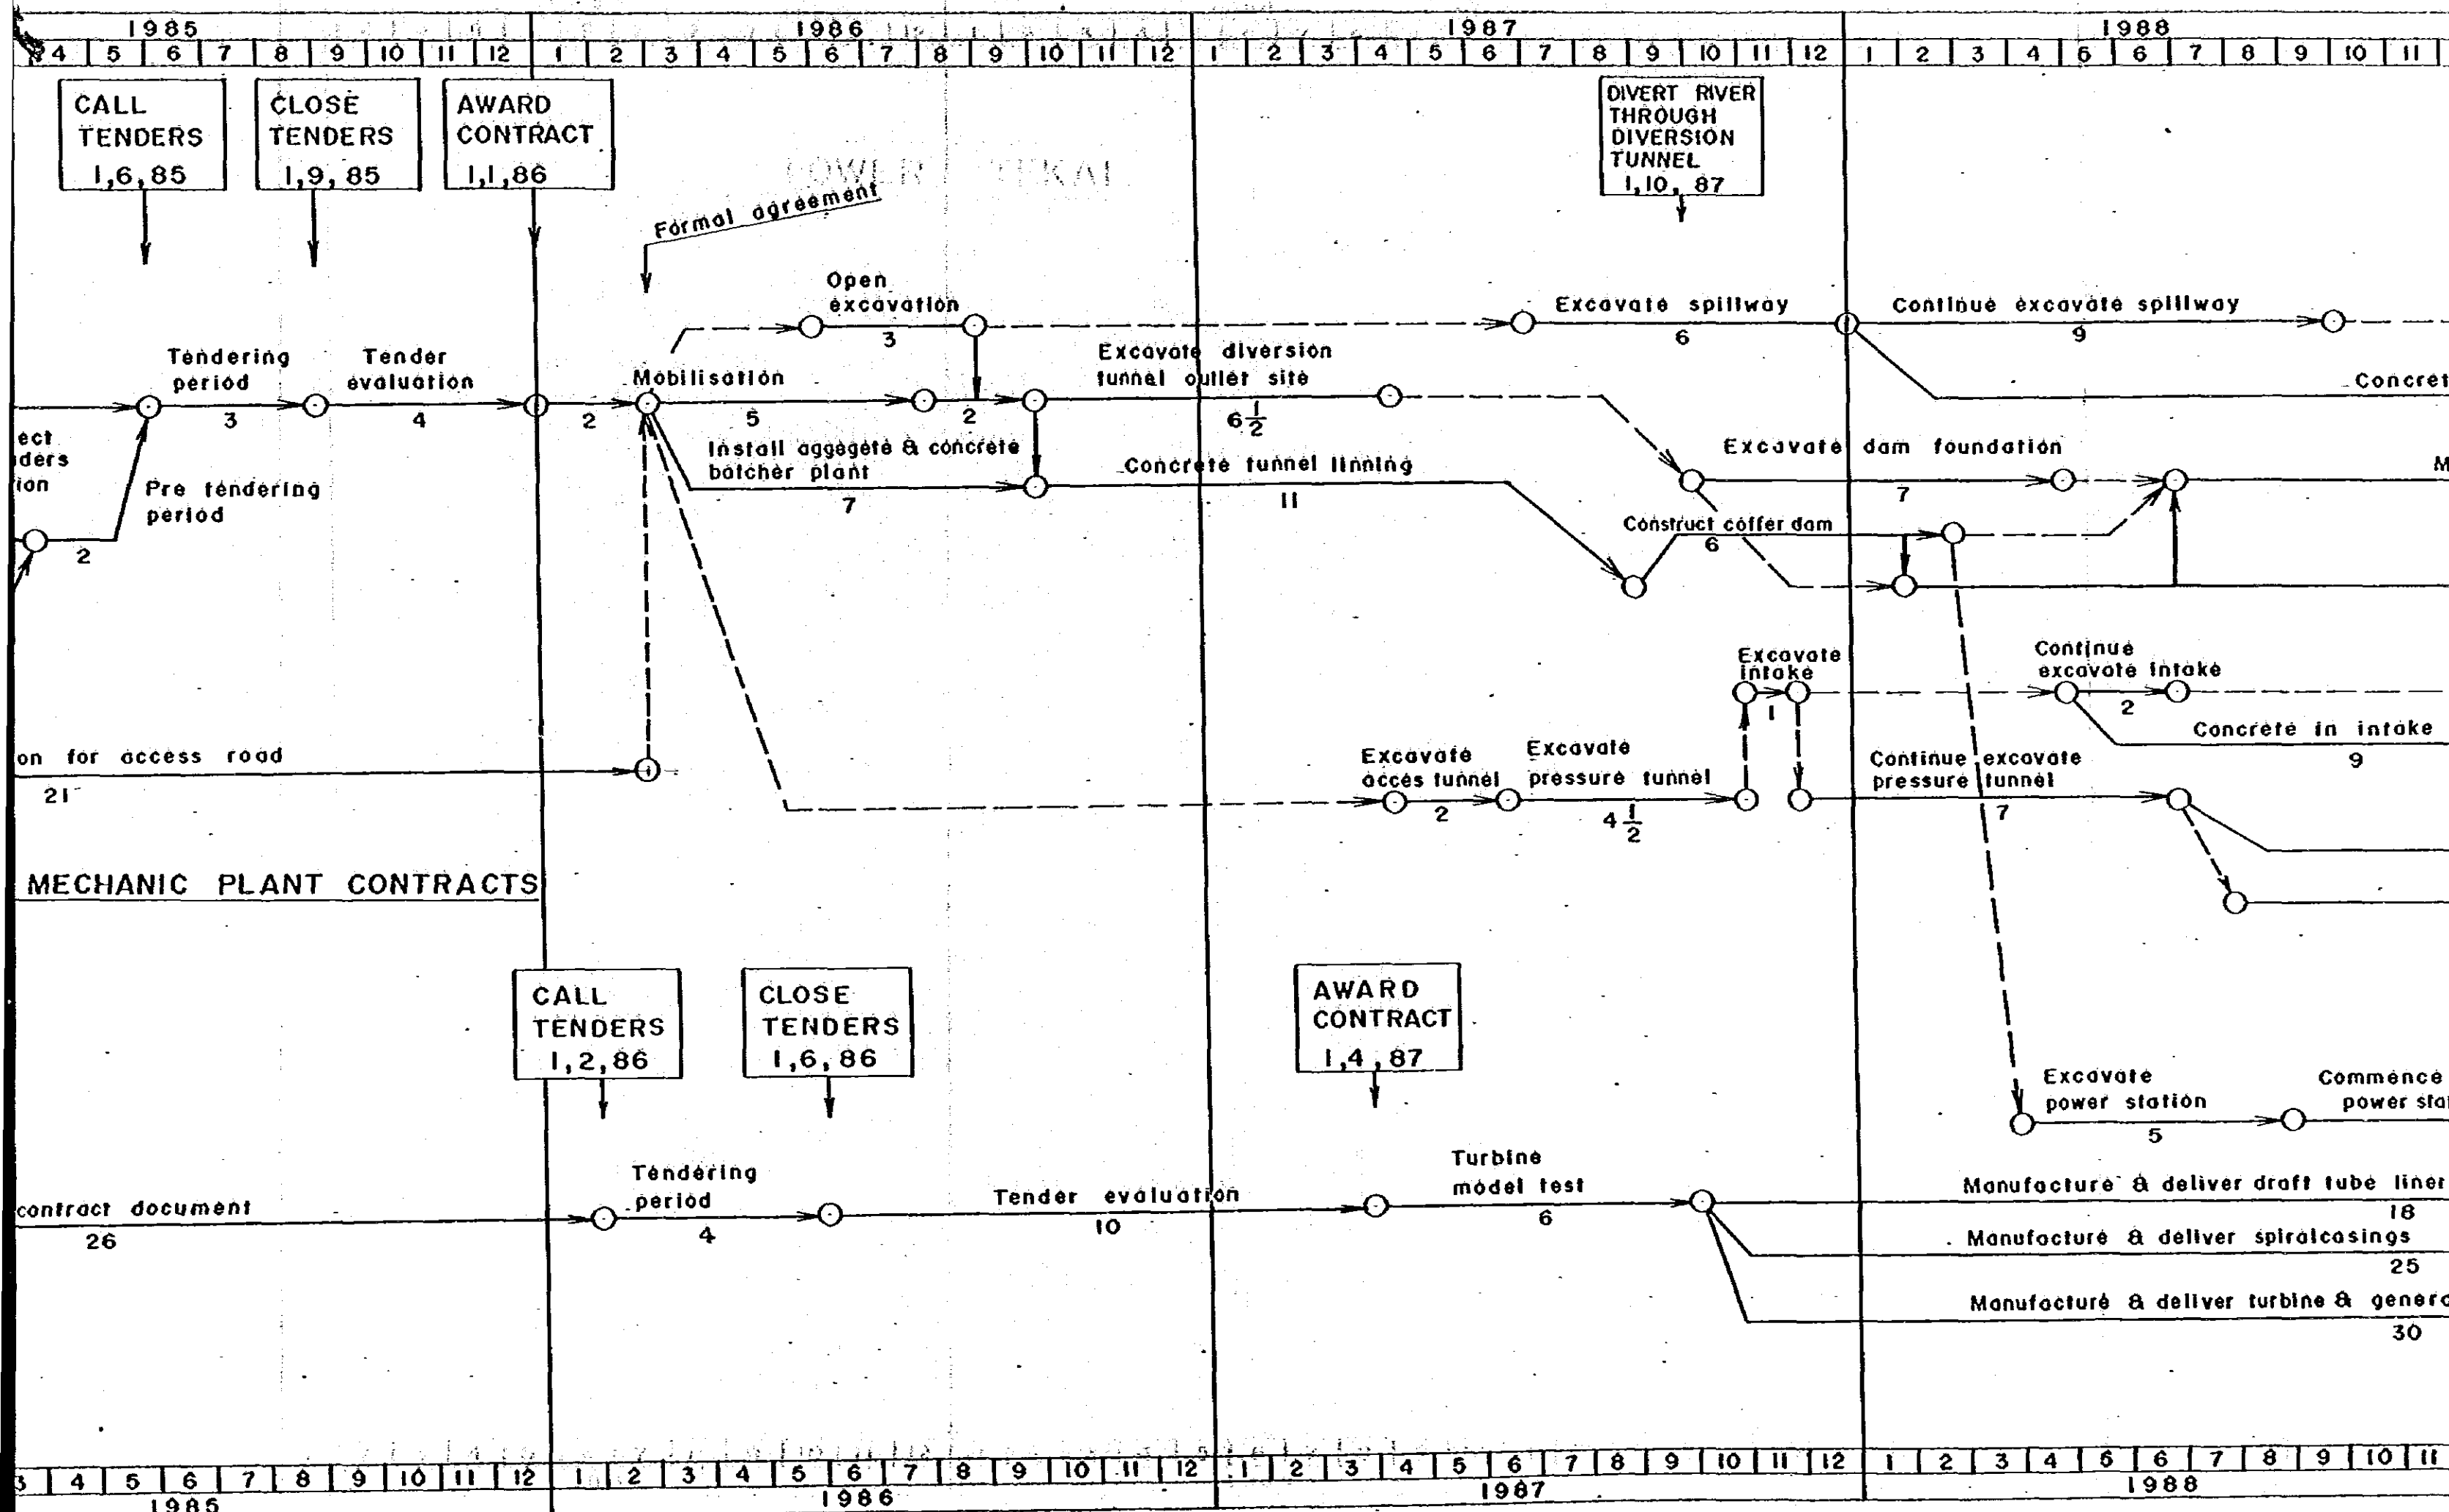 1985 1986 1987 1988
4 5 6 7 8 9 10 11 12 1 2 3 4 5 6 7 8 9 10 11 12 1 2 3 4 5 6 7 8 9 10 11 12 1 2 3 4 5 6 7 8 9 10 11
CALL
TENDERS
1,6,85
CLOSE
TENDERS
1,9,85
AWARD
CONTRACT
1,1,86
DIVERT RIVER
THROUGH
DIVERSION
TUNNEL
1,10, 87
Formal agreement
Open
excavation
3
Excavate spillway
6
Continue excavate spillway
9
Tendering
period
3
Tender
evaluation
4
2
Mobilisation
5
2
Excavate diversion
tunnel outlet site
6 1/2
Concret
ect
ders
ion
Pre tendering
period
2
Install aggegete & concrete
batcher plant
7
Concrete tunnel linning
11
Excavate dam foundation
7
M
Construct coffer dam
6
Excavate
intake
1
Continue
excavate intake
2
Concrete in intake
9
on for access road
21
Excavate
acces tunnel
2
Excavate
pressure tunnel
4 1/2
Continue excavate
pressure tunnel
7
MECHANIC PLANT CONTRACTS
CALL
TENDERS
1,2,86
CLOSE
TENDERS
1,6,86
AWARD
CONTRACT
1,4,87
Excavate
power station
5
Commence
power stat
contract document
26
Tendering
period
4
Tender evaluation
10
Turbine
model test
6
Manufacture & deliver draft tube liner
18
Manufacture & deliver spiralcasings
25
Manufacture & deliver turbine & genera
30
3 4 5 6 7 8 9 10 11 12 1 2 3 4 5 6 7 8 9 10 11 12 1 2 3 4 5 6 7 8 9 10 11 12 1 2 3 4 5 6 7 8 9 10 11
1985 1986 1987 1988